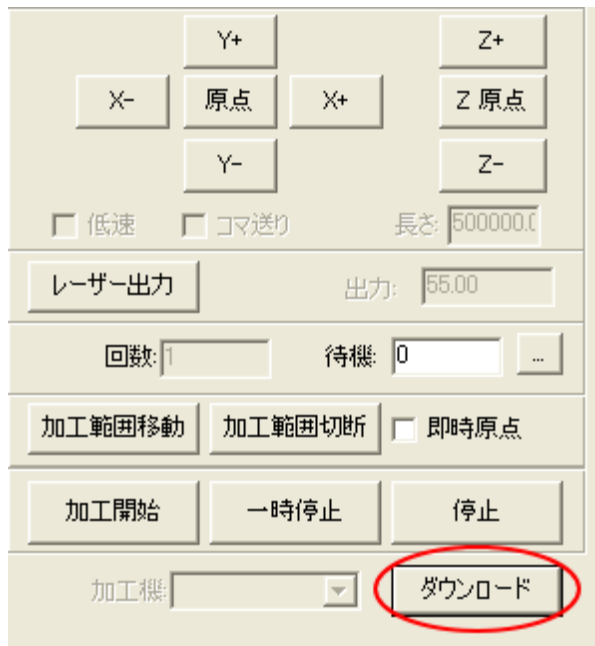 Y+ Z+
X- 原点 X+ Z 原点
Y- Z-
低速 コマ送り 長さ: 500000.0
レーザー出力 出力: 55.00
回数: 1 待機: 0 ...
加工範囲移動 加工範囲切断 即時原点
加工開始 一時停止 停止
加工機: ダウンロード